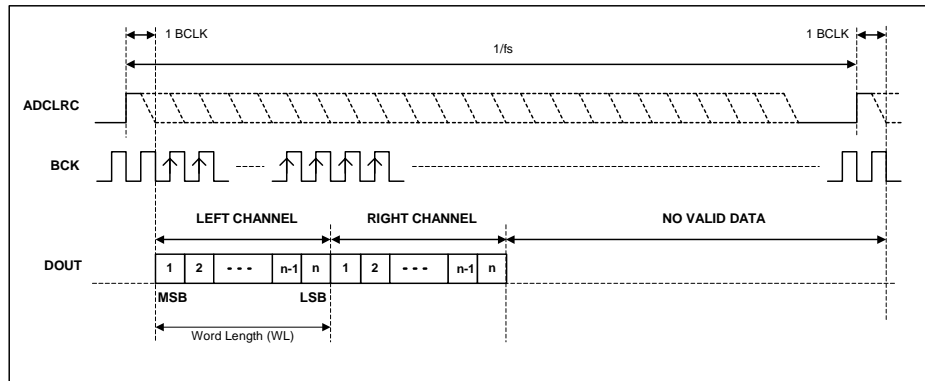 1 BCLK
1 BCLK
1/fs
ADCLRC
BCK
LEFT CHANNEL
RIGHT CHANNEL
NO VALID DATA
DOUT
1 2 - - - n-1 n 1 2 - - - n-1 n
MSB
LSB
Word Length (WL)